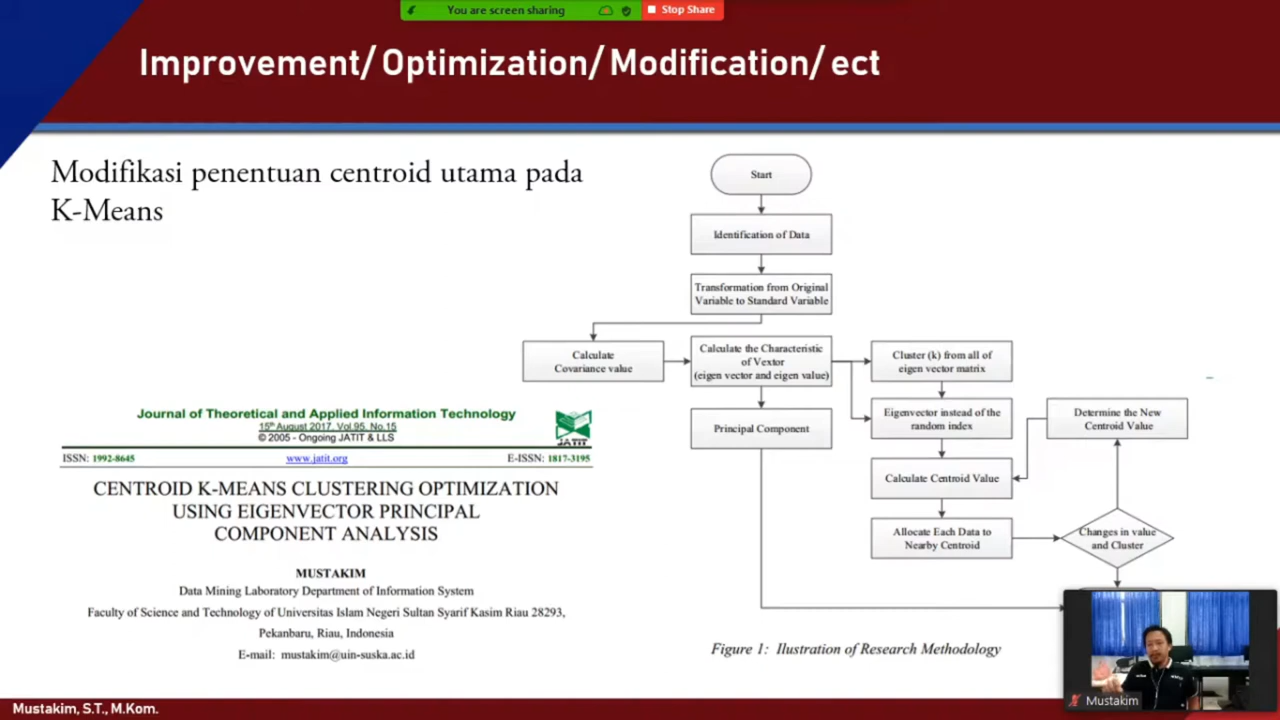 You are screen sharing
Stop Share
Improvement/ Optimization/ Modification/ ect
Modifikasi penentuan centroid utama pada
K-Means
Start
Identification of Data
Transformation from Original
Variable to Standard Variable
Calculate
Covariance value
Calculate the Characteristic
of Vextor
(eigen vector and eigen value)
Cluster (k) from all of
eigen vector matrix
Principal Component
Eigenvector instead of the
random index
Determine the New
Centroid Value
Calculate Centroid Value
Allocate Each Data to
Nearby Centroid
Changes in value
and Cluster
Figure 1: Ilustration of Research Methodology
Journal of Theoretical and Applied Information Technology
15th August 2017. Vol.95. No.15
© 2005 - Ongoing JATIT & LLS
JATIT
ISSN: 1992-8645
www.jatit.org
E-ISSN: 1817-3195
CENTROID K-MEANS CLUSTERING OPTIMIZATION
USING EIGENVECTOR PRINCIPAL
COMPONENT ANALYSIS
MUSTAKIM
Data Mining Laboratory Department of Information System
Faculty of Science and Technology of Universitas Islam Negeri Sultan Syarif Kasim Riau 28293,
Pekanbaru, Riau, Indonesia
E-mail: mustakim@uin-suska.ac.id
Mustakim
Mustakim, S.T., M.Kom.